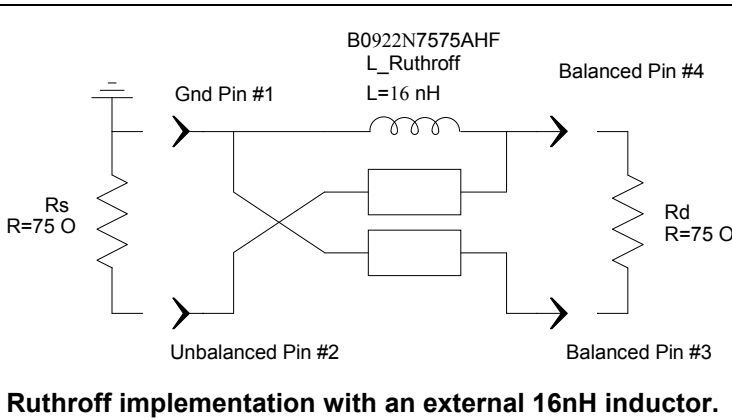 B0922N7575AHF
L_Ruthroff
L=16 nH
Balanced Pin #4
Gnd Pin #1
Rs
R=75 O
Rd
R=75 O
Unbalanced Pin #2
Balanced Pin #3
Ruthroff implementation with an external 16nH inductor.